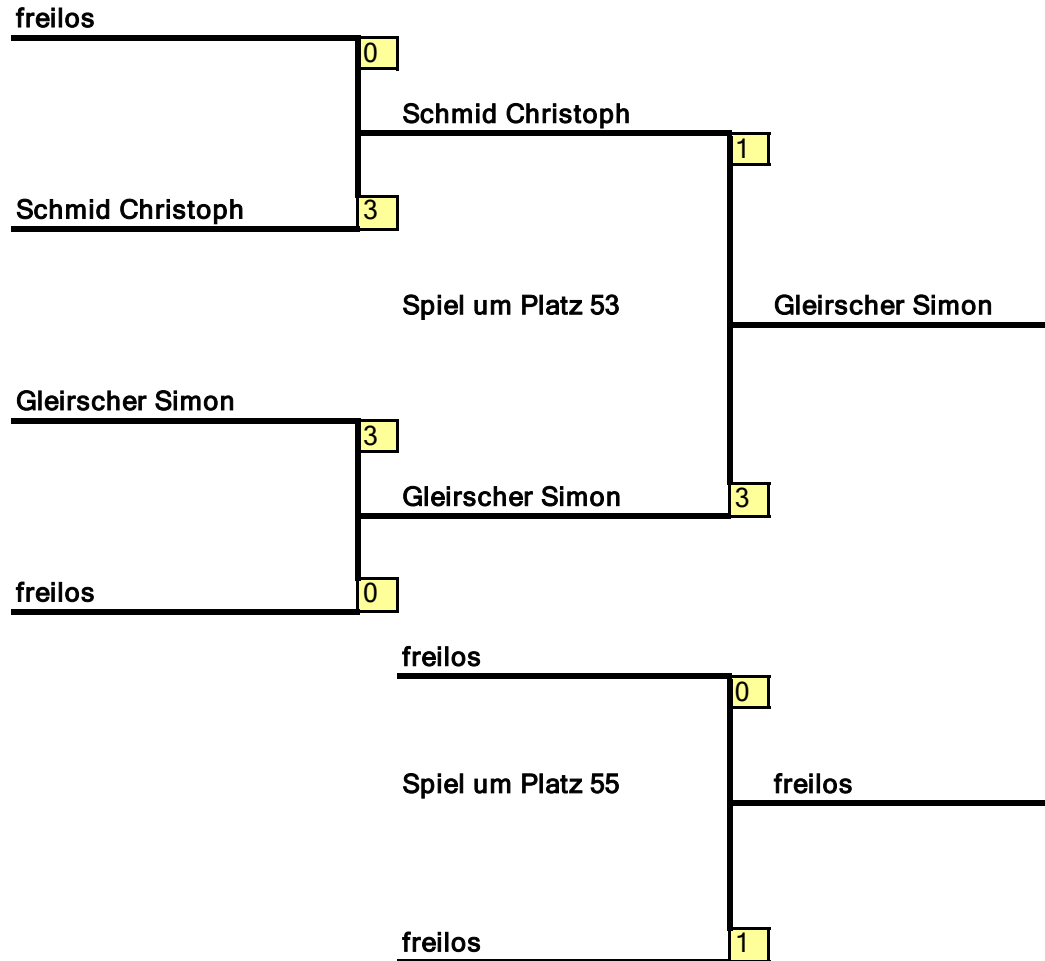 freilos
0
Schmid Christoph
1
Schmid Christoph
3
Spiel um Platz 53
Gleirscher Simon
Gleirscher Simon
3
Gleirscher Simon
3
freilos
0
freilos
0
Spiel um Platz 55
freilos
freilos
1